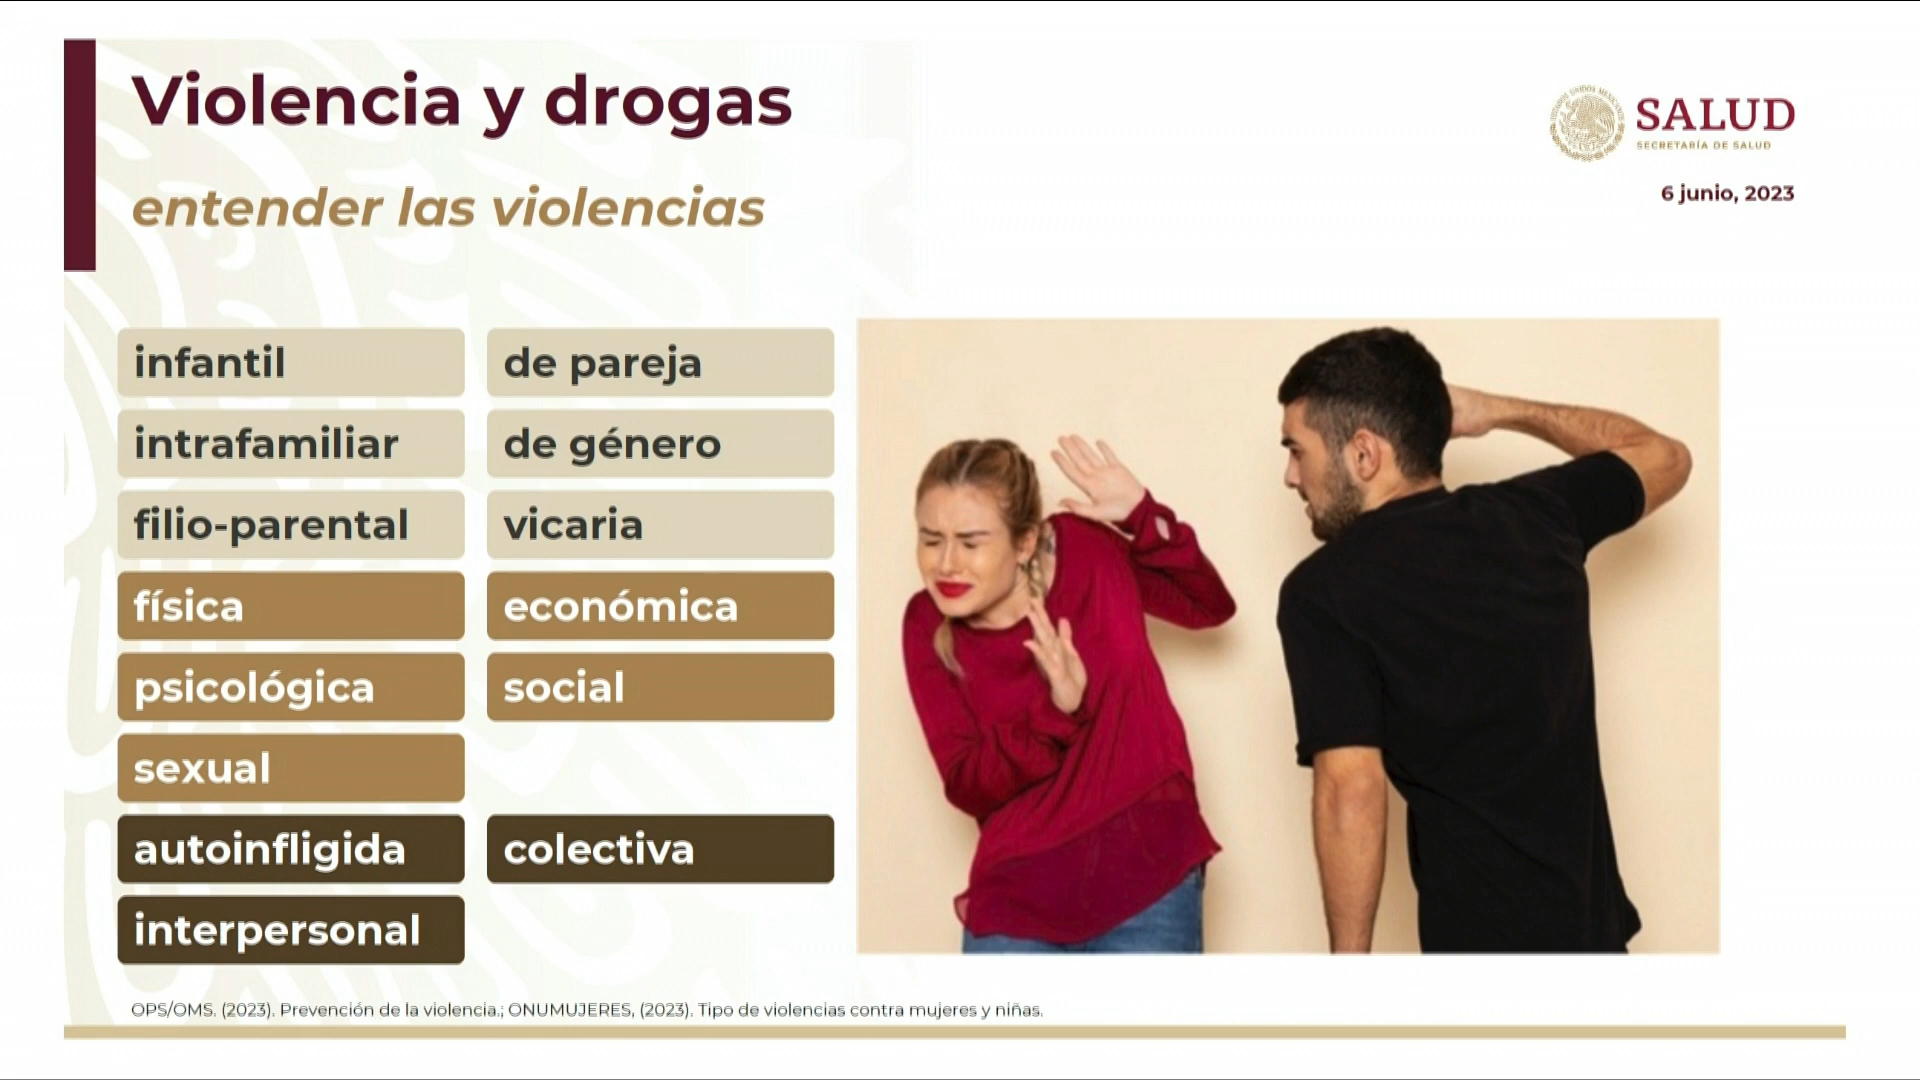 Violencia y drogas
entender las violencias
SALUD
SECRETARÍA DE SALUD
6 junio, 2023
infantil
de pareja
intrafamiliar
de género
filio-parental
vicaria
física
económica
psicológica
social
sexual
autoinfligida
colectiva
interpersonal
OPS/OMS. (2023). Prevención de la violencia.; ONUMUJERES, (2023). Tipo de violencias contra mujeres y niñas.